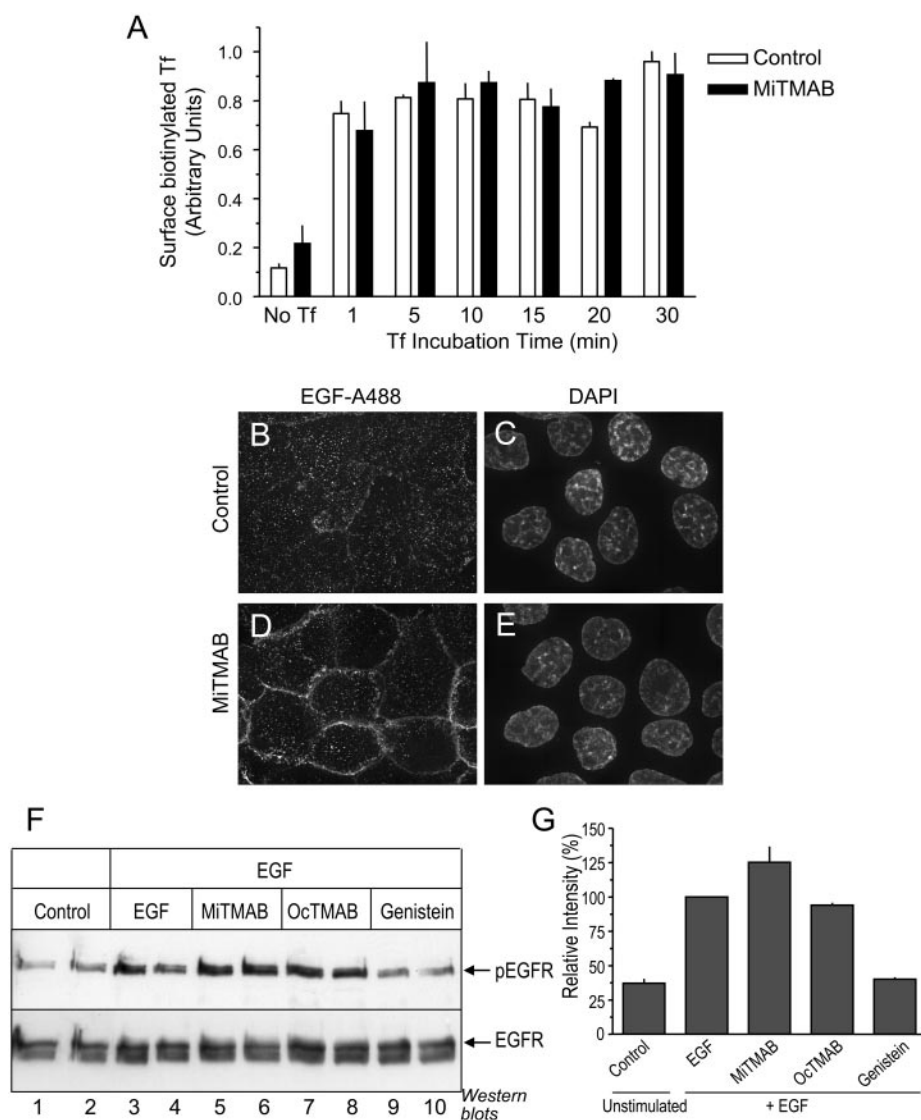 A
Surface biotinylated Tf
(Arbitrary Units)
1.0
0.8
0.6
0.4
0.2
0.0
Control
MiTMAB
No Tf 1 5 10 15 20 30
Tf Incubation Time (min)
EGF-A488 DAPI
Control
B C
MiTMAB
D E
F
EGF
Control EGF MiTMAB OcTMAB Genistein
pEGFR
EGFR
1 2 3 4 5 6 7 8 9 10
Western
blots
G
Relative Intensity (%)
150
125
100
75
50
25
0
Control EGF MiTMAB OcTMAB Genistein
Unstimulated + EGF